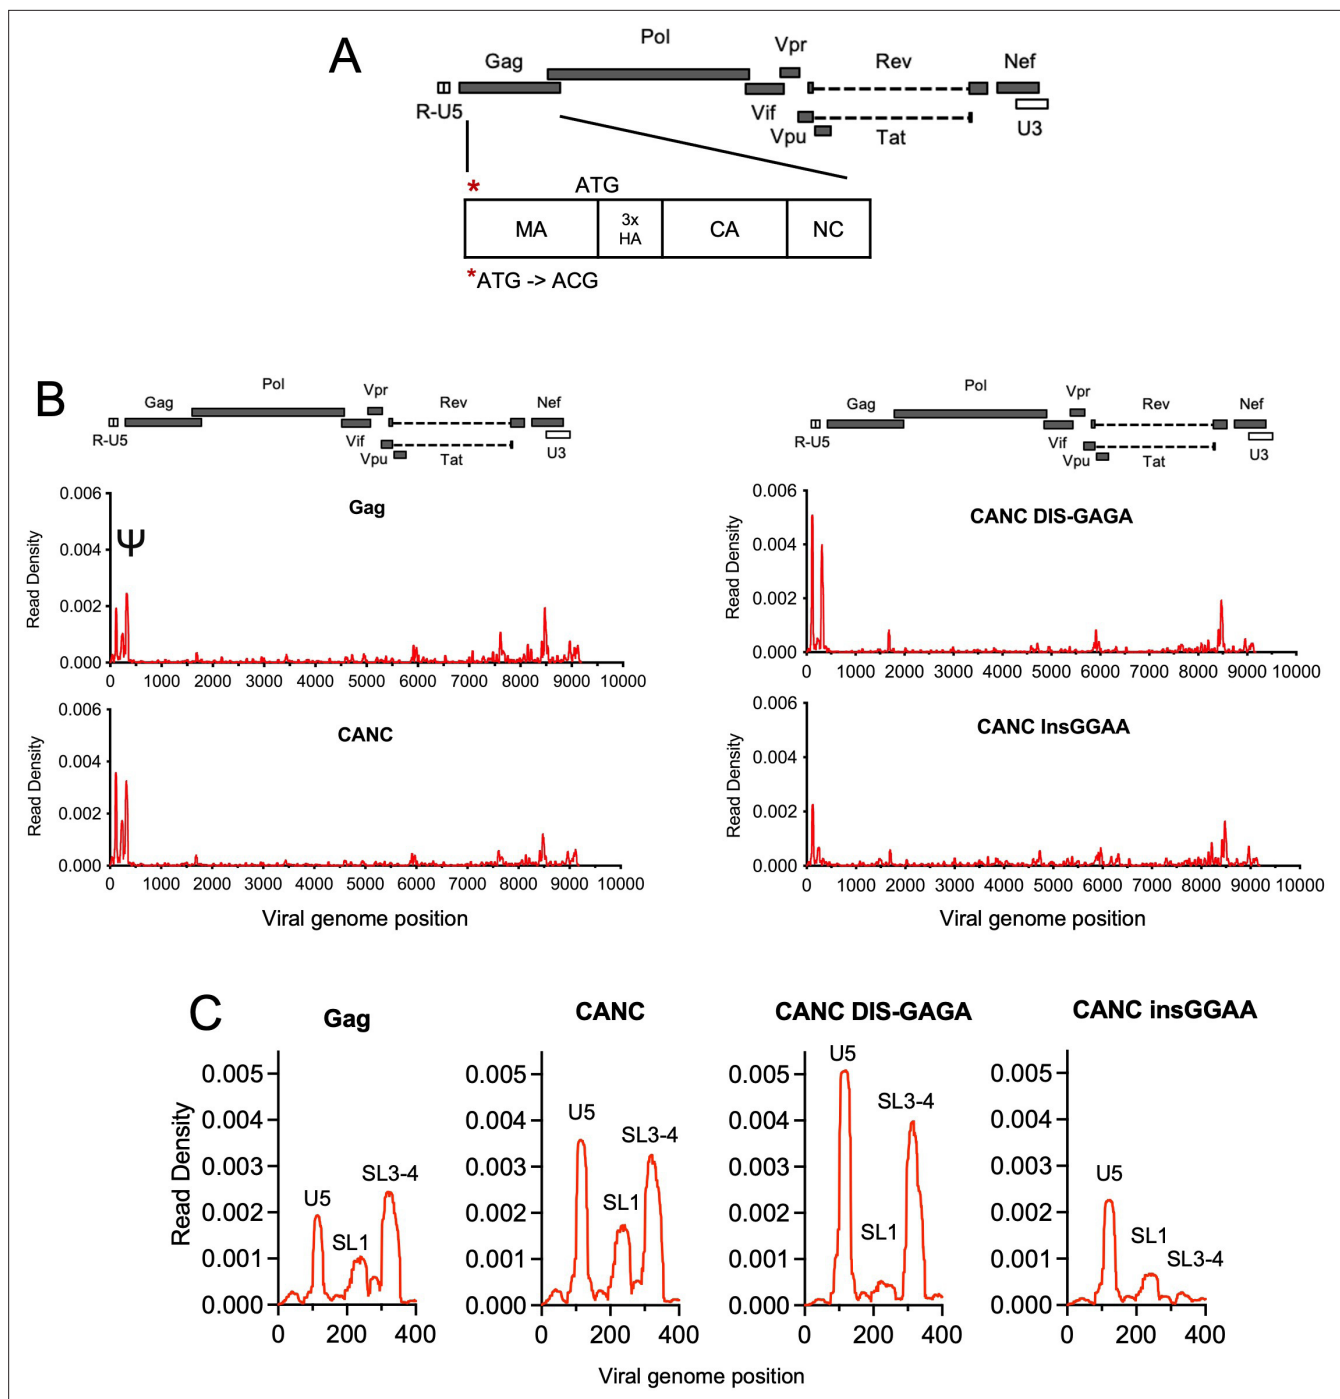 A
Pol
Vpr
Gag
Rev
Nef
R-U5
Vif
U3
Vpu
Tat
*
ATG
MA
3x
HA
CA
NC
*ATG -> ACG
B
Pol
Vpr
Gag
Rev
Nef
R-U5
Vif
U3
Vpu
Tat
Gag
Ψ
Read Density
0.006
0.004
0.002
0.000
0 1000 2000 3000 4000 5000 6000 7000 8000 9000 10000
CANC
Read Density
0.006
0.004
0.002
0.000
0 1000 2000 3000 4000 5000 6000 7000 8000 9000 10000
Viral genome position
Pol
Vpr
Gag
Rev
Nef
R-U5
Vif
U3
Vpu
Tat
CANC DIS-GAGA
Read Density
0.006
0.004
0.002
0.000
0 1000 2000 3000 4000 5000 6000 7000 8000 9000 10000
CANC InsGGAA
Read Density
0.006
0.004
0.002
0.000
0 1000 2000 3000 4000 5000 6000 7000 8000 9000 10000
Viral genome position
C
Gag
Read Density
0.005
0.004
0.003
0.002
0.001
0.000
U5
SL1
SL3-4
0 200 400
CANC
0.005
0.004
0.003
0.002
0.001
0.000
U5
SL1
SL3-4
0 200 400
CANC DIS-GAGA
0.005
0.004
0.003
0.002
0.001
0.000
U5
SL1
SL3-4
0 200 400
CANC insGGAA
0.005
0.004
0.003
0.002
0.001
0.000
U5
SL1
SL3-4
0 200 400
Viral genome position